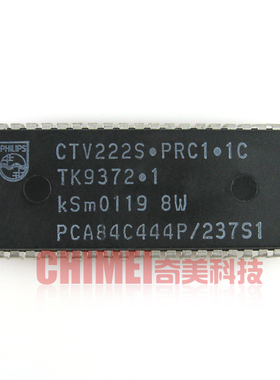 PHILIPS
CTV222S•PRC1•1C
TK9372•1
kSm0119 8W
CHIMEI奇美科技
PCA84C444P/237S1